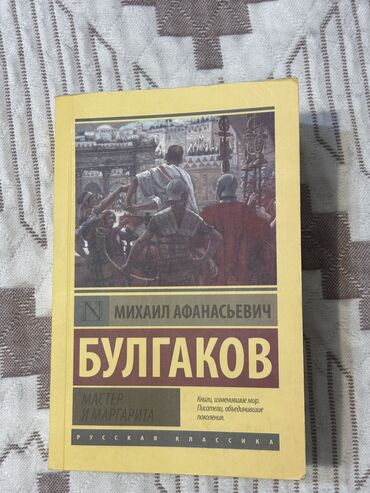 N
МИХАИЛ АФАНАСЬЕВИЧ
БУЛГАКОВ
МАСТЕР
И МАРГАРИТА
Книги, изменившие мир.
Писатели, объединившие
поколения.
РУССКАЯ КЛАССИКА